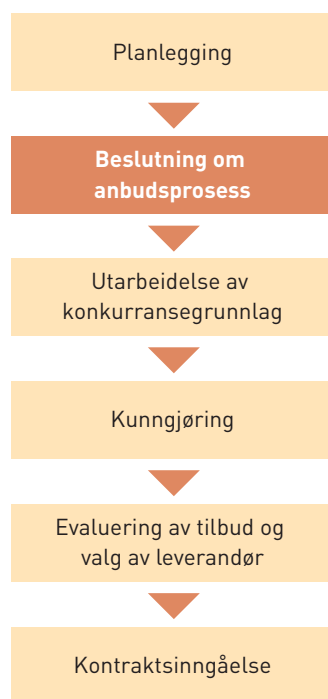 Planlegging
Beslutning om
anbudsprosess
Utarbeidelse av
konkurransegrunnlag
Kunngjøring
Evaluering av tilbud og
valg av leverandør
Kontraktsinngåelse